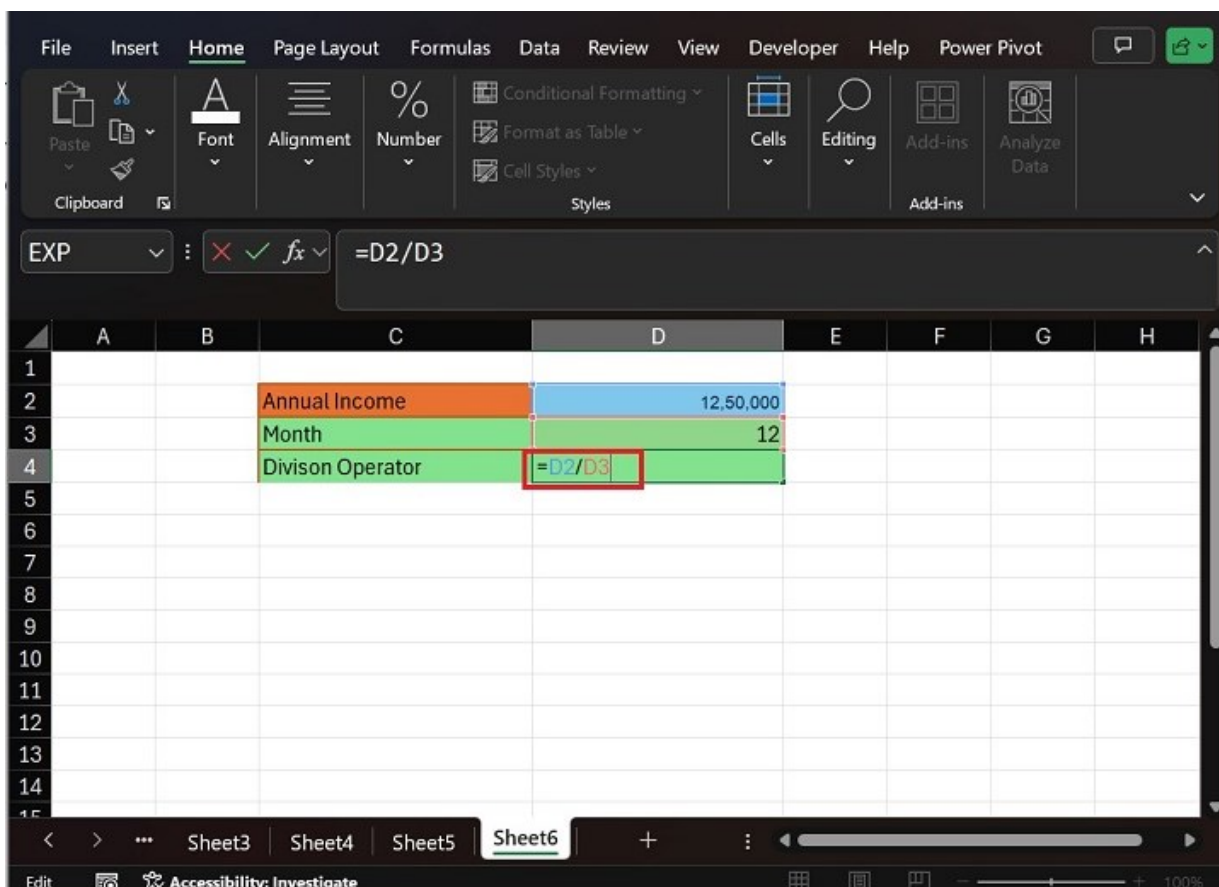 File Insert Home Page Layout Formulas Data Review View Developer Help Power Pivot
Paste Font Alignment Number Conditional Formatting Format as Table Cell Styles Cells Editing Add-ins Analyze Data
Clipboard Styles Add-ins
EXP fx =D2/D3
A B C D E F G H
1
2 Annual Income 12,50,000
3 Month 12
4 Divison Operator =D2/D3
5
6
7
8
9
10
11
12
13
14
15
Sheet3 Sheet4 Sheet5 Sheet6 +
Edit Accessibility: Investigate 100%